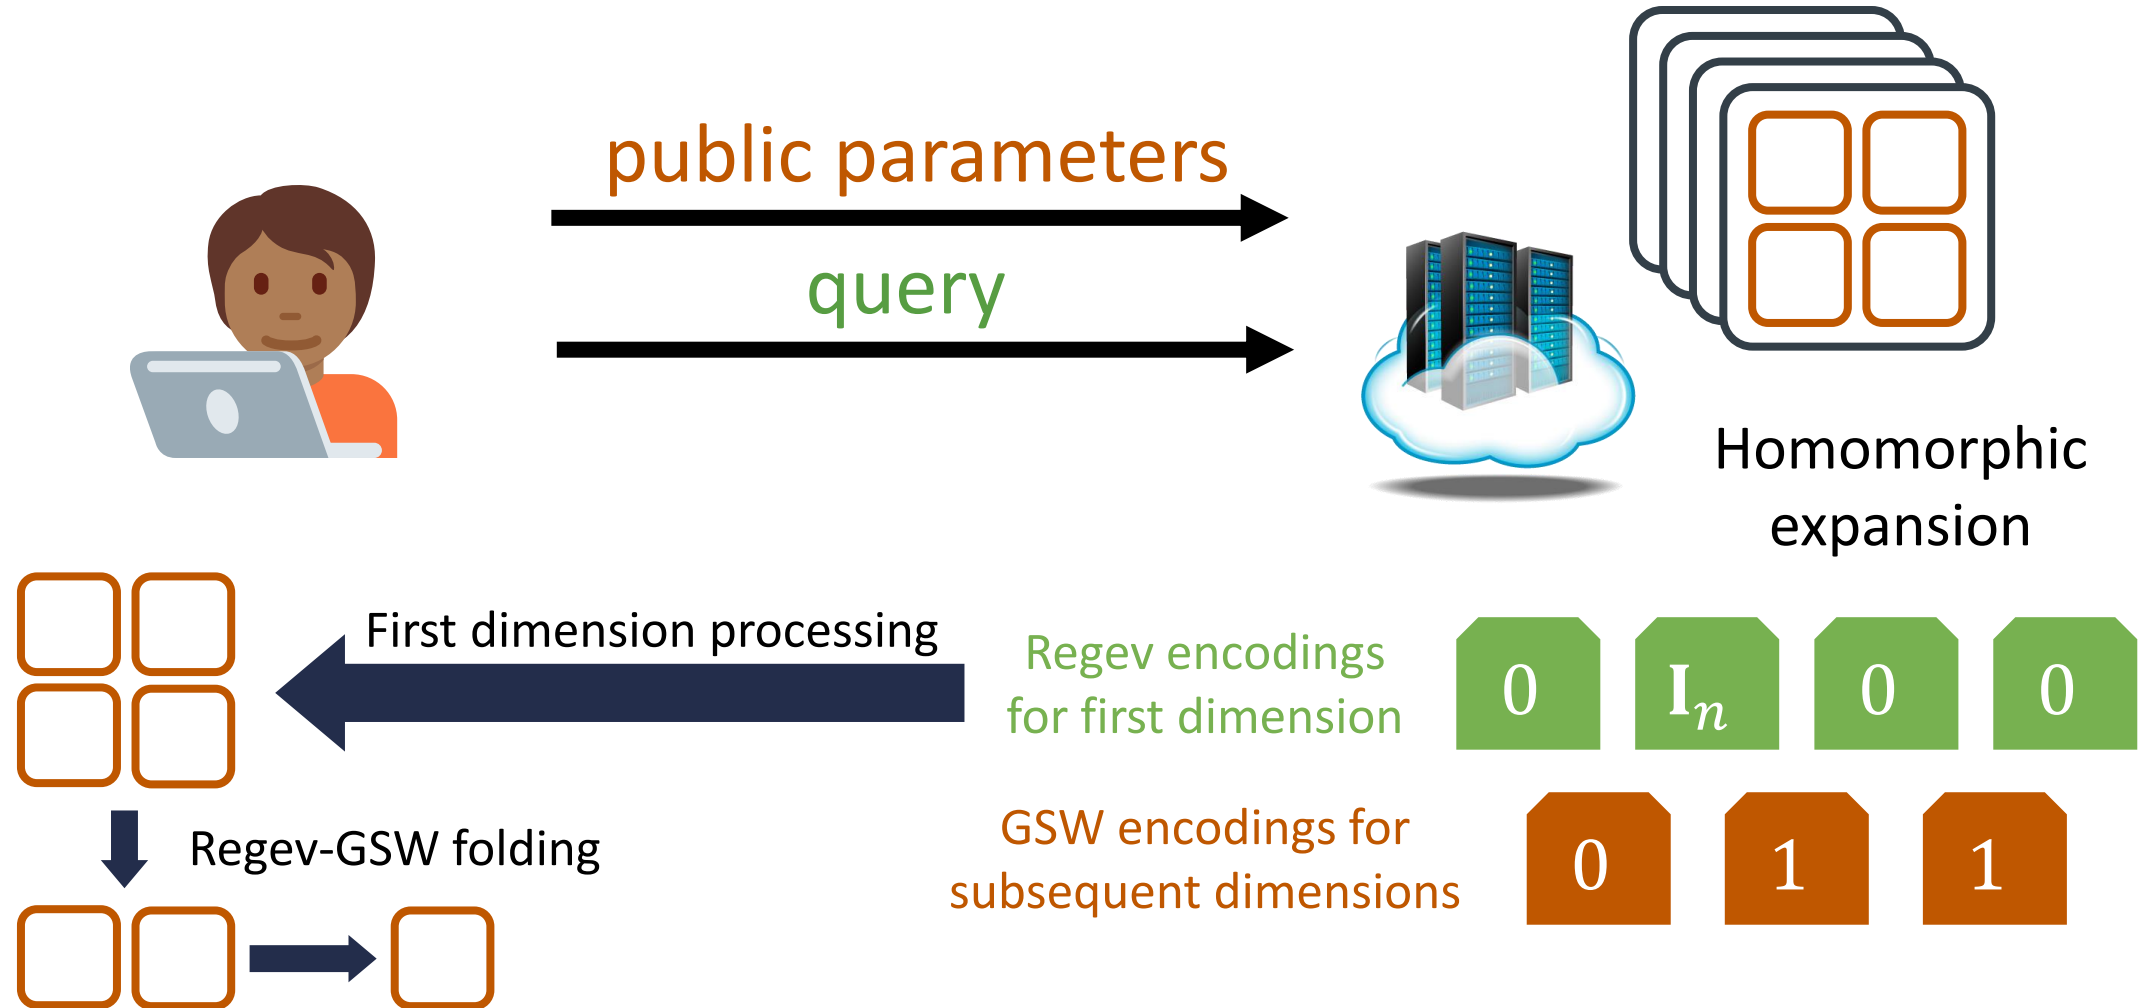 public parameters
query
Homomorphic
expansion
First dimension processing
Regev encodings
for first dimension
0 𝐈ₙ 0 0
Regev-GSW folding
GSW encodings for
subsequent dimensions
0 1 1